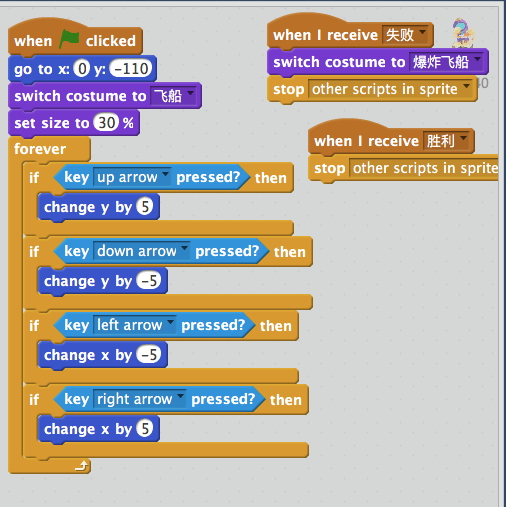 when clicked
go to x: 0 y: -110
switch costume to 飞船
set size to 30 %
forever
if key up arrow pressed? then
change y by 5
if key down arrow pressed? then
change y by -5
if key left arrow pressed? then
change x by -5
if key right arrow pressed? then
change x by 5
when I receive 失败
switch costume to 爆炸飞船
stop other scripts in sprite
when I receive 胜利
stop other scripts in sprite